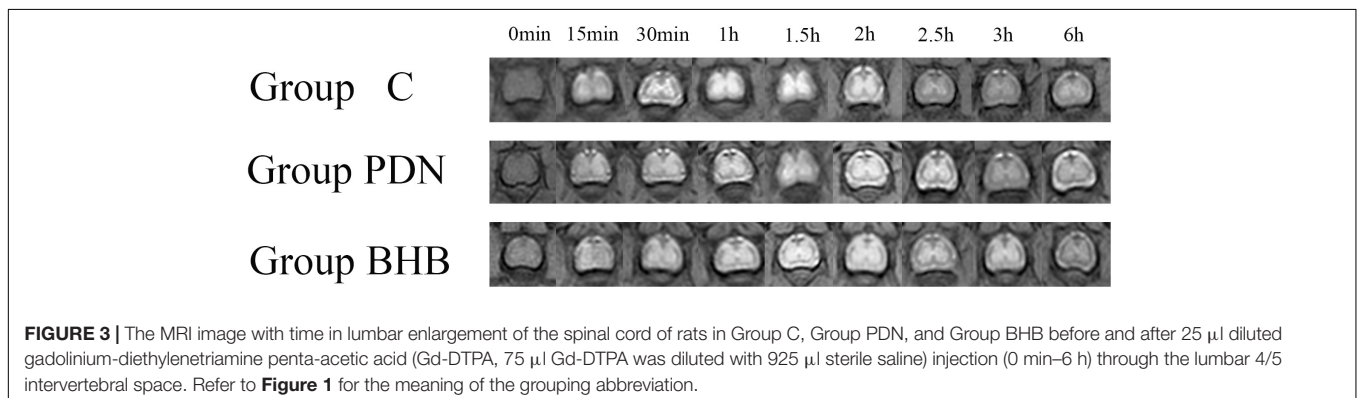 0min 15min 30min 1h 1.5h 2h 2.5h 3h 6h
Group C
Group PDN
Group BHB
FIGURE 3 | The MRI image with time in lumbar enlargement of the spinal cord of rats in Group C, Group PDN, and Group BHB before and after 25 μl diluted
gadolinium-diethylenetriamine penta-acetic acid (Gd-DTPA, 75 μl Gd-DTPA was diluted with 925 μl sterile saline) injection (0 min–6 h) through the lumbar 4/5
intervertebral space. Refer to Figure 1 for the meaning of the grouping abbreviation.